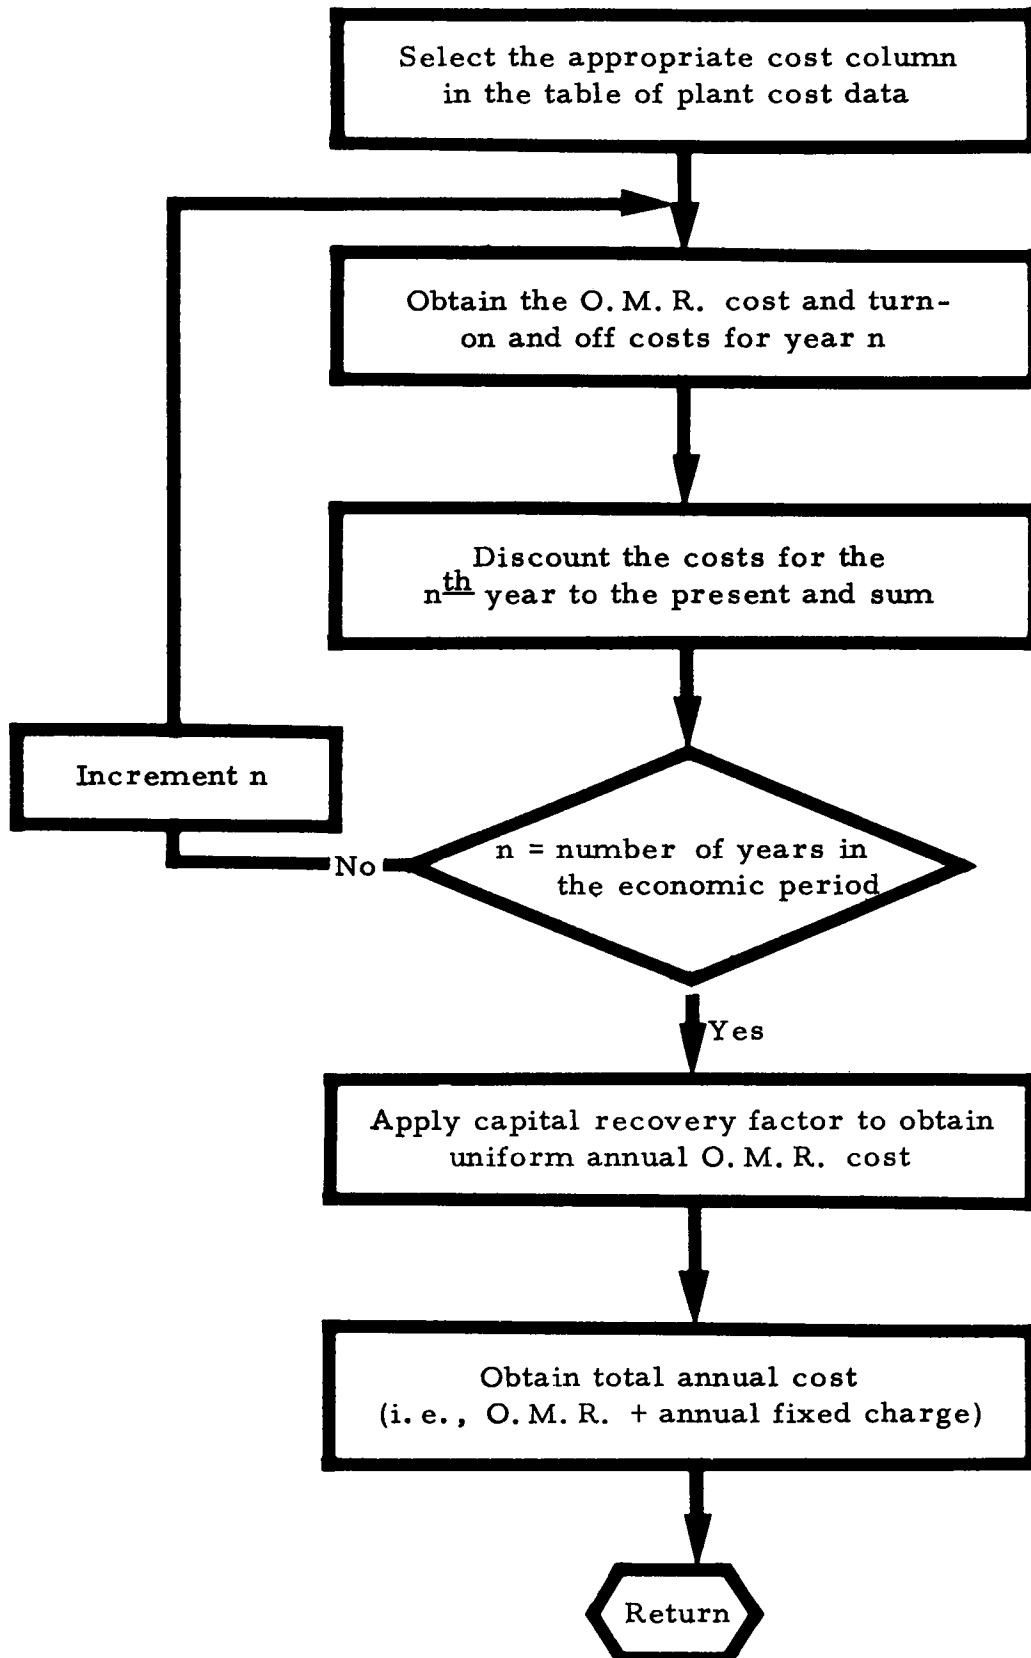 Select the appropriate cost column
in the table of plant cost data
Obtain the O. M. R. cost and turn-
on and off costs for year n
Discount the costs for the
nth year to the present and sum
Increment n
n = number of years in
the economic period
No
Yes
Apply capital recovery factor to obtain
uniform annual O. M. R. cost
Obtain total annual cost
(i. e., O. M. R. + annual fixed charge)
Return